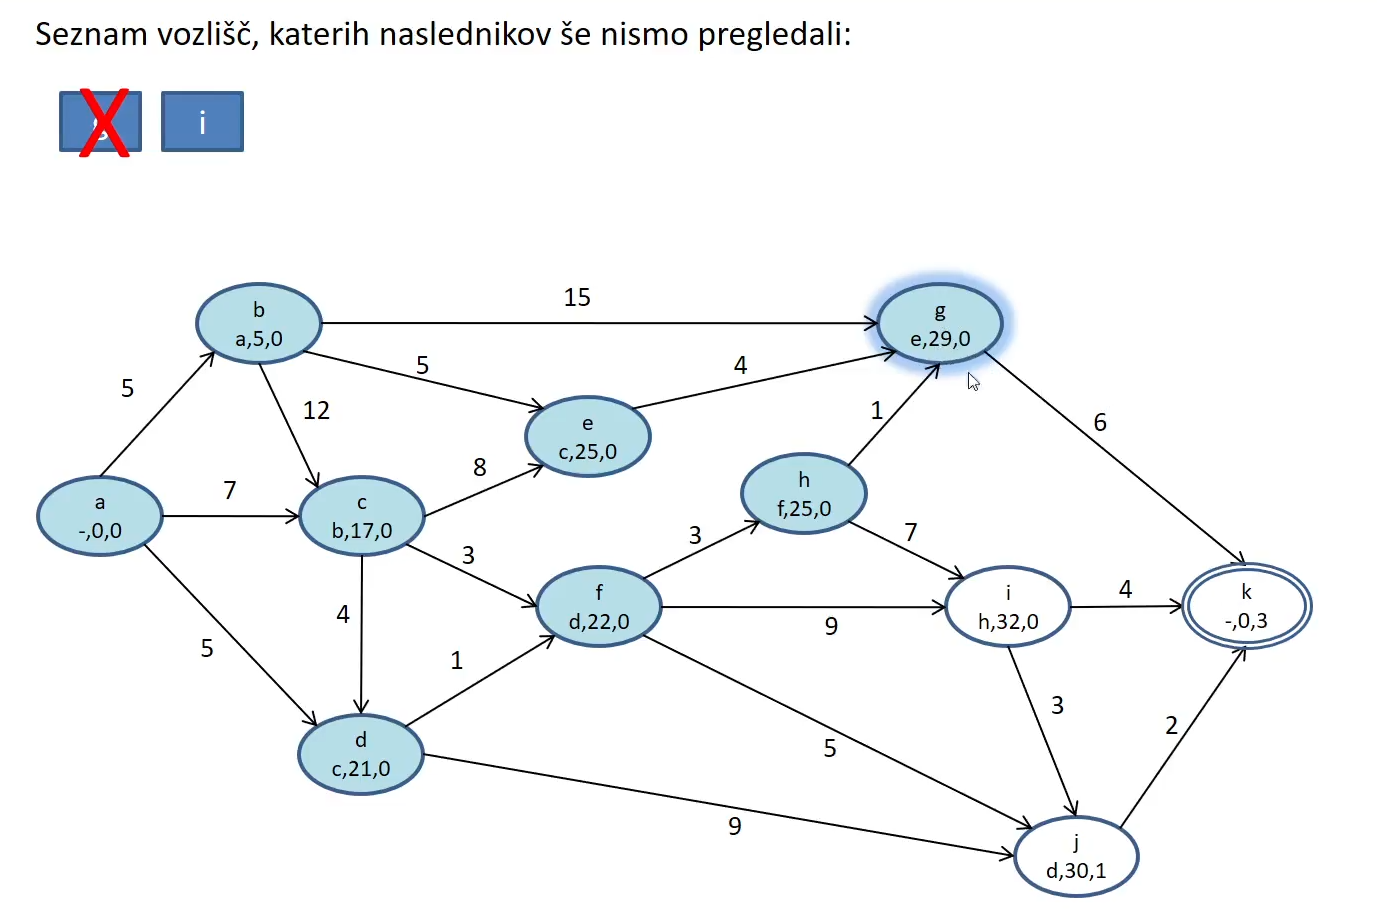 Seznam vozlišč, katerih naslednikov še nismo pregledali:
i
15
b
a,5,0
g
e,29,0
5
5
4
12
1
6
e
c,25,0
8
7
h
f,25,0
a
-,0,0
c
b,17,0
3
3
7
4
f
d,22,0
i
h,32,0
4
k
-,0,3
9
5
1
3
2
d
c,21,0
5
9
j
d,30,1